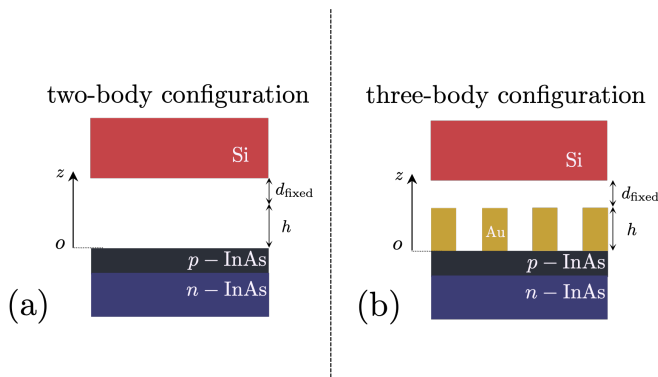 two-body configuration
Si
z
d_fixed
h
o
p − InAs
n − InAs
(a)
three-body configuration
Si
z
d_fixed
Au
h
o
p − InAs
n − InAs
(b)